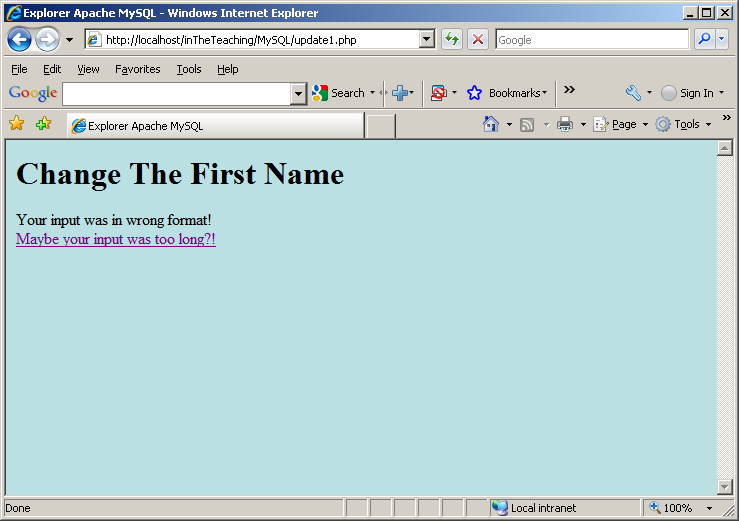 Explorer Apache MySQL - Windows Internet Explorer
http://localhost/inTheTeaching/MySQL/update1.php Google
File Edit View Favorites Tools Help
Google Search Bookmarks Sign In
Explorer Apache MySQL Page Tools
Change The First Name
Your input was in wrong format!
Maybe your input was too long?!
Done Local intranet 100%